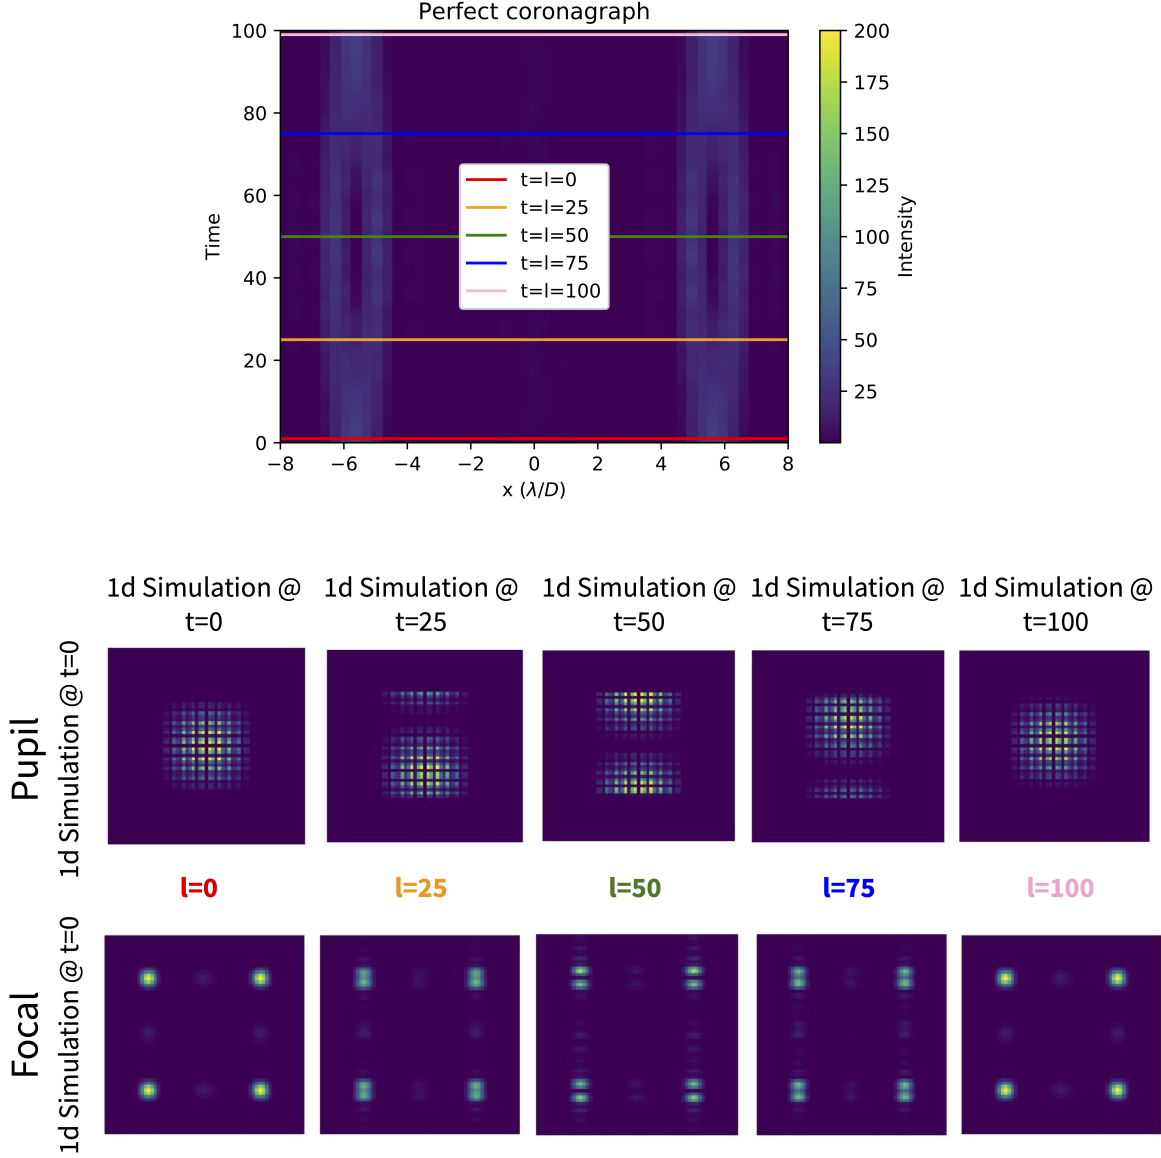 Perfect coronagraph
100
80
60
40
20
0
Time
−8 −6 −4 −2 0 2 4 6 8
x (λ/D)
t=l=0
t=l=25
t=l=50
t=l=75
t=l=100
200
175
150
125
100
75
50
25
Intensity
1d Simulation @ t=0
1d Simulation @ t=25
1d Simulation @ t=50
1d Simulation @ t=75
1d Simulation @ t=100
Pupil
1d Simulation @ t=0
l=0 l=25 l=50 l=75 l=100
Focal
1d Simulation @ t=0